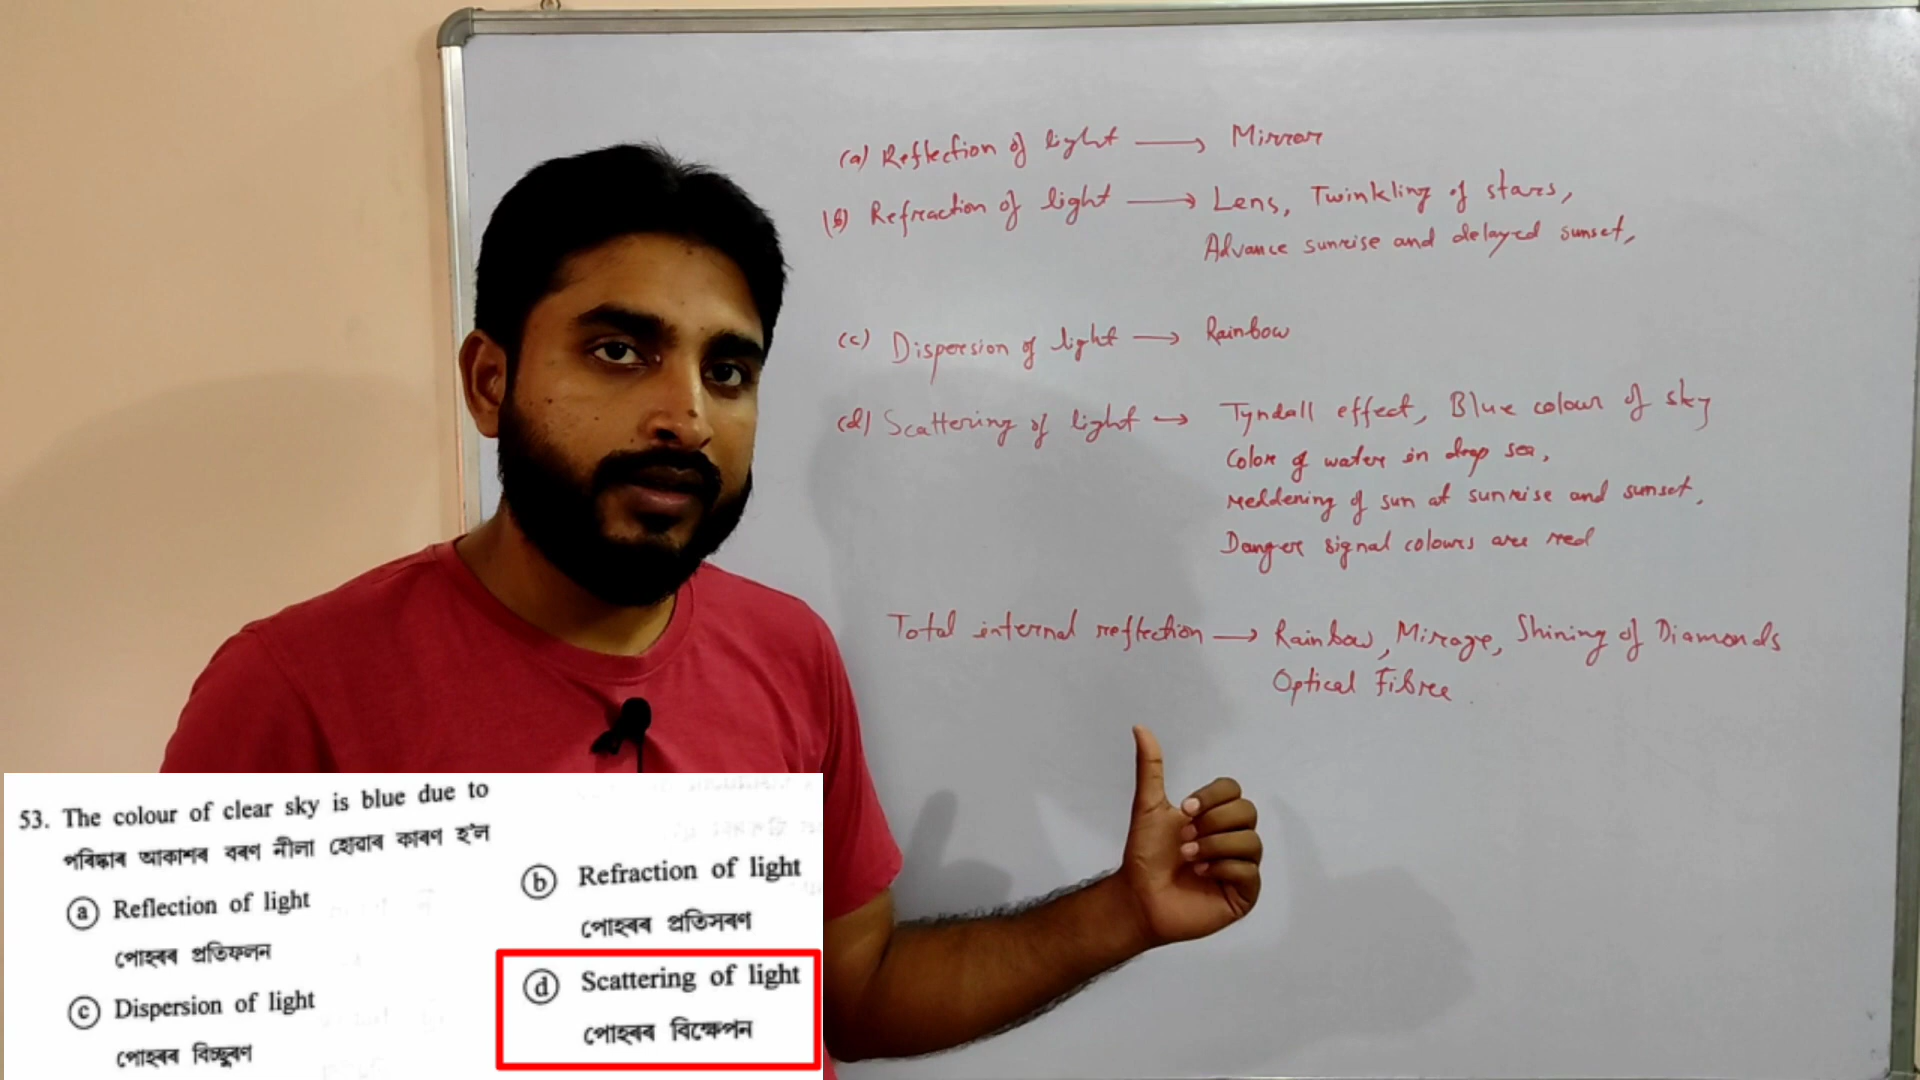 (a) Reflection of light → Mirror
(b) Refraction of light → Lens, Twinkling of stars,
Advance sunrise and delayed sunset,
(c) Dispersion of light → Rainbow
(d) Scattering of light → Tyndall effect, Blue colour of sky
Color of water in deep sea,
reddening of sun at sunrise and sunset,
Danger signal colours are red
Total internal reflection → Rainbow, Mirage, Shining of Diamonds
Optical Fibre
53. The colour of clear sky is blue due to
পৰিষ্কাৰ আকাশৰ বৰণ নীলা হোৱাৰ কাৰণ হ'ল
(a) Reflection of light
পোহৰৰ প্ৰতিফলন
(b) Refraction of light
পোহৰৰ প্ৰতিসৰণ
(c) Dispersion of light
পোহৰৰ বিচ্ছুৰণ
(d) Scattering of light
পোহৰৰ বিক্ষেপন